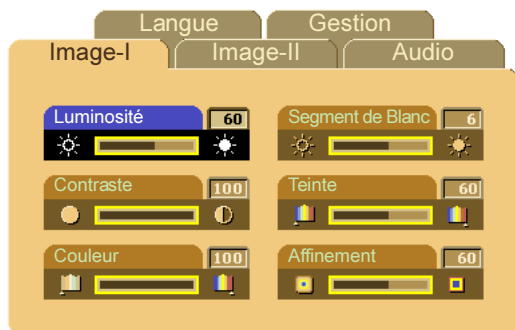 Langue Gestion
Image-I Image-II Audio
Luminosité 60
Segment de Blanc 6
Contraste 100
Teinte 60
Couleur 100
Affinement 60